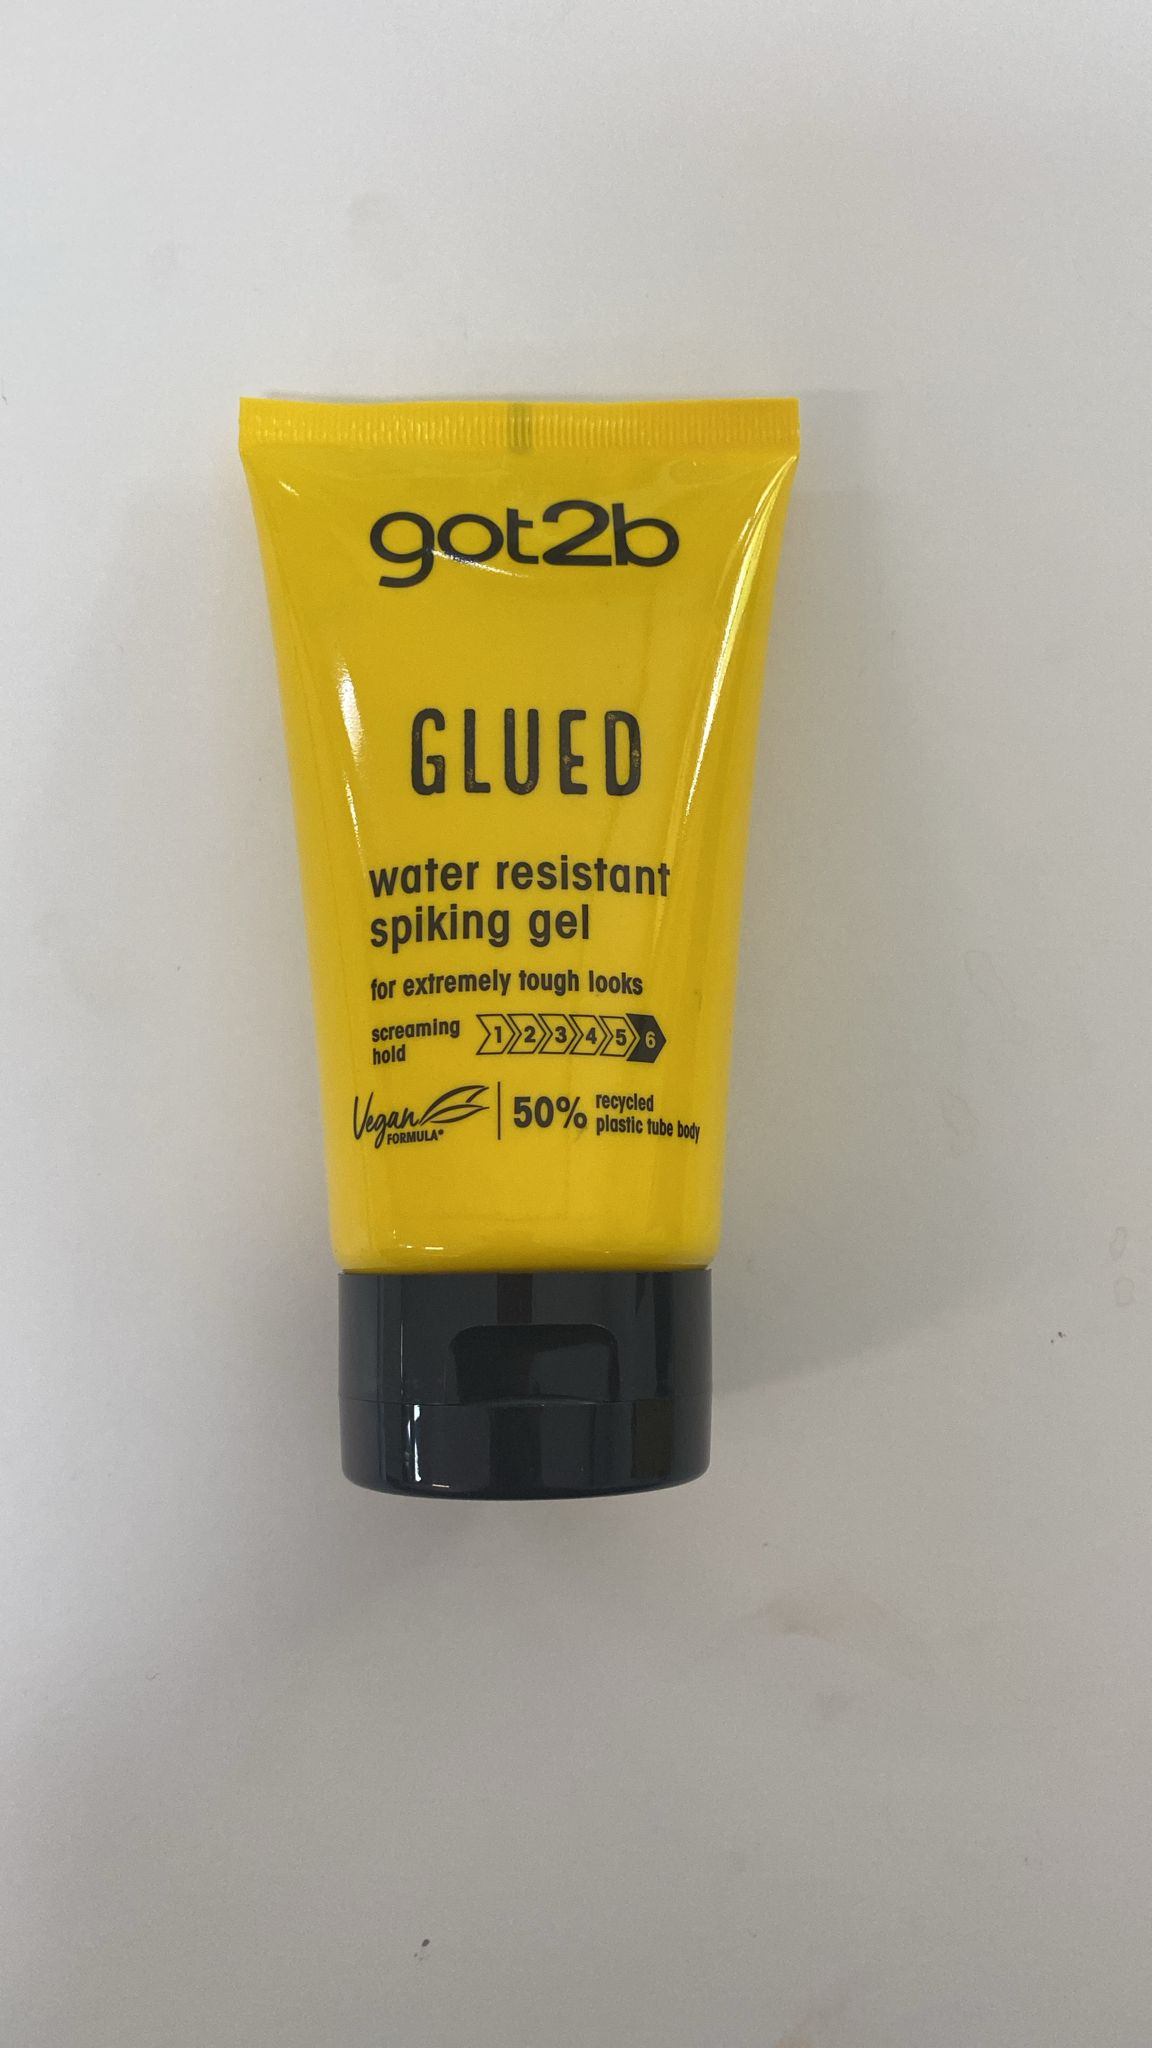 got2b
GLUED
water resistant
spiking gel
for extremely tough looks
screaming
hold
1 2 3 4 5 6
Vegan
FORMULA*
50%
recycled
plastic tube body